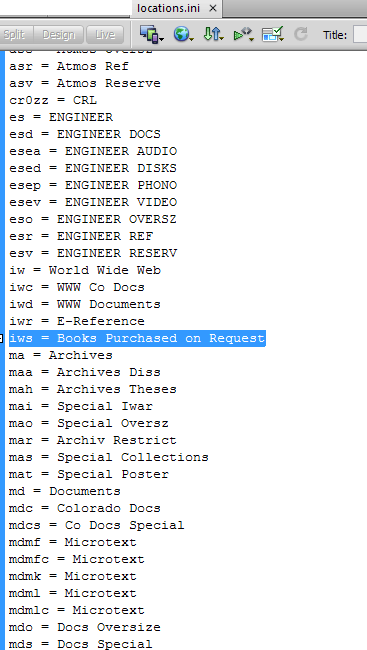 locations.ini ×
Split Design Live Title:
asr = Atmos Ref
asv = Atmos Reserve
cr0zz = CRL
es = ENGINEER
esd = ENGINEER DOCS
esea = ENGINEER AUDIO
esed = ENGINEER DISKS
esep = ENGINEER PHONO
esev = ENGINEER VIDEO
eso = ENGINEER OVERSZ
esr = ENGINEER REF
esv = ENGINEER RESERV
iw = World Wide Web
iwc = WWW Co Docs
iwd = WWW Documents
iwr = E-Reference
iws = Books Purchased on Request
ma = Archives
maa = Archives Diss
mah = Archives Theses
mai = Special Iwar
mao = Special Oversz
mar = Archiv Restrict
mas = Special Collections
mat = Special Poster
md = Documents
mdc = Colorado Docs
mdcs = Co Docs Special
mdmf = Microtext
mdmfc = Microtext
mdmk = Microtext
mdml = Microtext
mdmlc = Microtext
mdo = Docs Oversize
mds = Docs Special